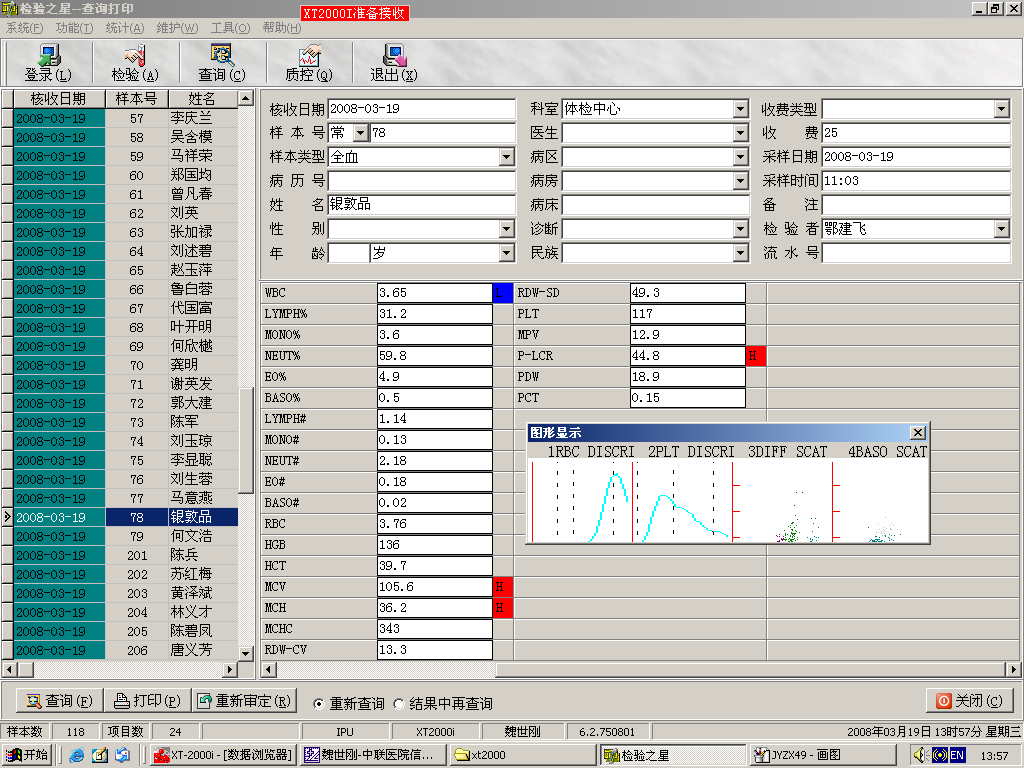 检验之星--查询打印
XT2000I准备接收
系统(F) 功能(T) 统计(A) 维护(W) 工具(O) 帮助(H)
登录(L) 检验(A) 查询(C) 质控(Q) 退出(X)
核收日期 样本号 姓名
2008-03-19 57 李庆兰
2008-03-19 58 吴含模
2008-03-19 59 马祥荣
2008-03-19 60 郑国均
2008-03-19 61 曾凡春
2008-03-19 62 刘英
2008-03-19 63 张加禄
2008-03-19 64 刘述碧
2008-03-19 65 赵玉萍
2008-03-19 66 鲁白蓉
2008-03-19 67 代国富
2008-03-19 68 叶开明
2008-03-19 69 何欣樾
2008-03-19 70 龚明
2008-03-19 71 谢英发
2008-03-19 72 郭大建
2008-03-19 73 陈军
2008-03-19 74 刘玉琼
2008-03-19 75 李显聪
2008-03-19 76 刘生蓉
2008-03-19 77 马意燕
2008-03-19 78 银敦品
2008-03-19 79 何文浩
2008-03-19 201 陈兵
2008-03-19 202 苏红梅
2008-03-19 203 黄泽斌
2008-03-19 204 林义才
2008-03-19 205 陈碧凤
2008-03-19 206 唐义芳
核收日期 2008-03-19 科室 体检中心 收费类型
样本号 常 78 医生 收费 25
样本类型 全血 病区 采样日期 2008-03-19
病历号 病房 采样时间 11:03
姓名 银敦品 病床 备注
性别 诊断 检验者 鄂建飞
年龄 岁 民族 流水号
WBC 3.65 L RDW-SD 49.3
LYMPH% 31.2 PLT 117
MONO% 3.6 MPV 12.9
NEUT% 59.8 P-LCR 44.8 H
EO% 4.9 PDW 18.9
BASO% 0.5 PCT 0.15
LYMPH# 1.14
MONO# 0.13
NEUT# 2.18
EO# 0.18
BASO# 0.02
RBC 3.76
HGB 136
HCT 39.7
MCV 105.6 H
MCH 36.2 H
MCHC 343
RDW-CV 13.3
图形显示
1RBC DISCRI 2PLT DISCRI 3DIFF SCAT 4BASO SCAT
查询(F) 打印(P) 重新审定(R) 重新查询 结果中再查询 关闭(C)
样本数 118 项目数 24 IPU XT2000i 魏世刚 6.2.750801 2008年03月19日 13时57分 星期三
开始 XT-2000i - [数据浏览器] 魏世刚-中联医院信... xt2000 检验之星 JYZX49 - 画图 EN 13:57